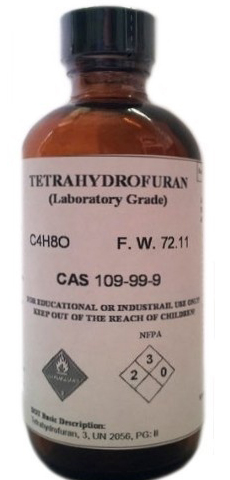 TETRAHYDROFURAN
(Laboratory Grade)
C4H8O F. W. 72.11
CAS 109-99-9
FOR EDUCATIONAL OR INDUSTRAIL USE ONLY
KEEP OUT OF THE REACH OF CHILDREN
NFPA
3
2 0
DOT Basic Description:
Tetrahydrofuran, 3, UN 2056, PG: II